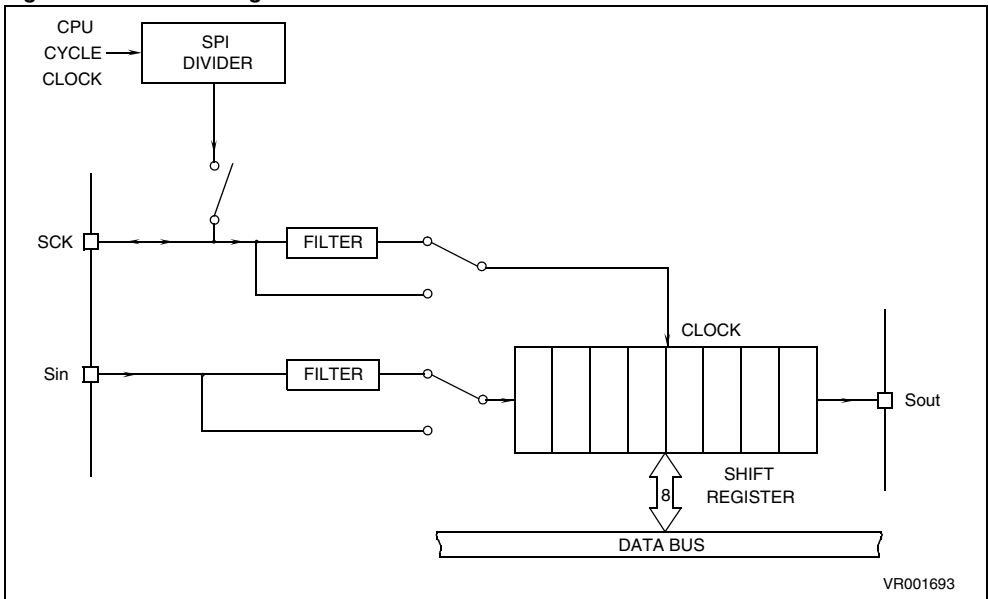 CPU
CYCLE
CLOCK
SPI
DIVIDER
SCK
FILTER
CLOCK
Sin
FILTER
Sout
SHIFT
REGISTER
8
DATA BUS
VR001693